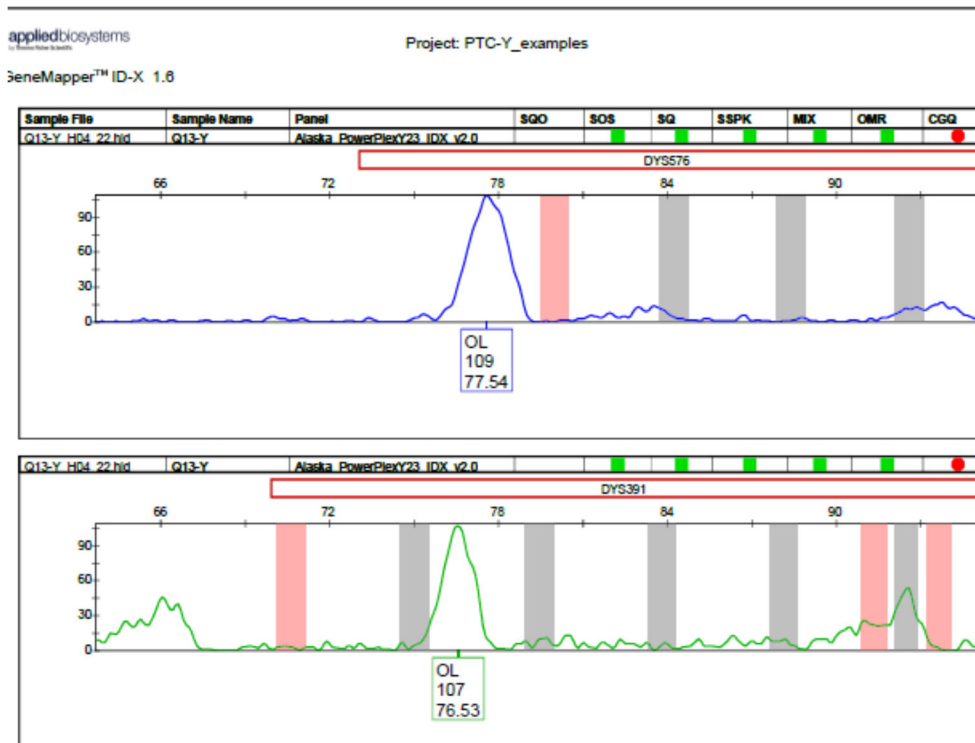 appliedbiosystems
Project: PTC-Y_examples
GeneMapper™ ID-X 1.6
Sample File Sample Name Panel SQO SOS SQ SSPK MIX OMR CGQ
Q13-Y_H04_22.hid Q13-Y Alaska_PowerPlexY23_IDX_v2.0
DYS576
66 72 78 84 90
90
60
30
0
OL
109
77.54
Q13-Y_H04_22.hid Q13-Y Alaska_PowerPlexY23_IDX_v2.0
DYS391
66 72 78 84 90
90
60
30
0
OL
107
76.53